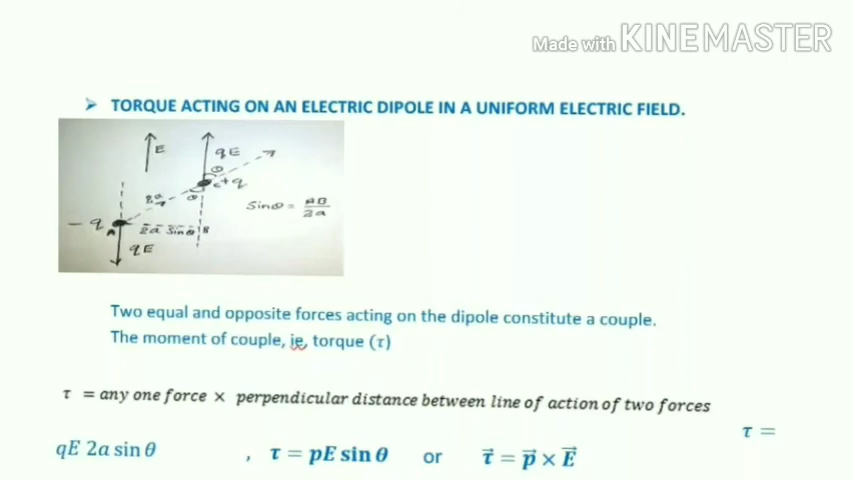 Made with KINEMASTER
➤ TORQUE ACTING ON AN ELECTRIC DIPOLE IN A UNIFORM ELECTRIC FIELD.
E
qE
θ
+q
C
θ
2a
Sinθ = AB/2a
-q
A
2a Sinθ
B
qE
Two equal and opposite forces acting on the dipole constitute a couple.
The moment of couple, ie, torque (τ)
τ = any one force × perpendicular distance between line of action of two forces
τ =
qE 2a sin θ , τ = pE sin θ or τ⃗ = p⃗ × E⃗